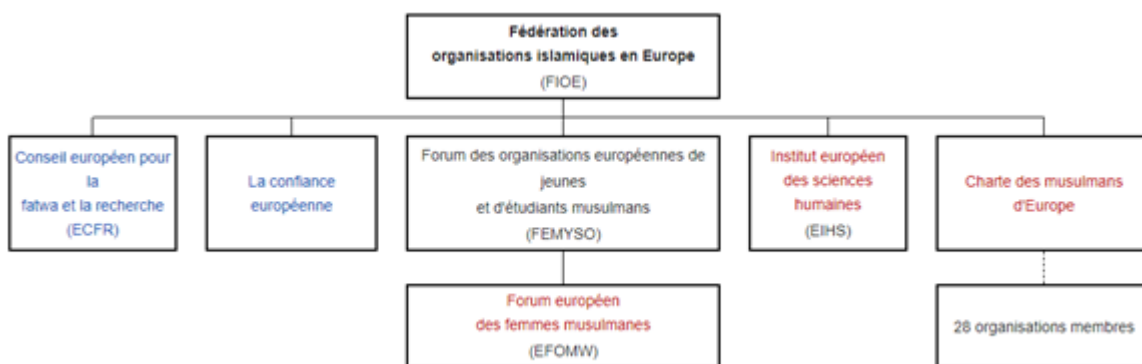 Fédération des
organisations islamiques en Europe
(FIOE)
Conseil européen pour
la
fatwa et la recherche
(ECFR)
La confiance
européenne
Forum des organisations européennes de
jeunes
et d'étudiants musulmans
(FEMYSO)
Institut européen
des sciences
humaines
(EIHS)
Charte des musulmans
d'Europe
Forum européen
des femmes musulmanes
(EFOMW)
28 organisations membres